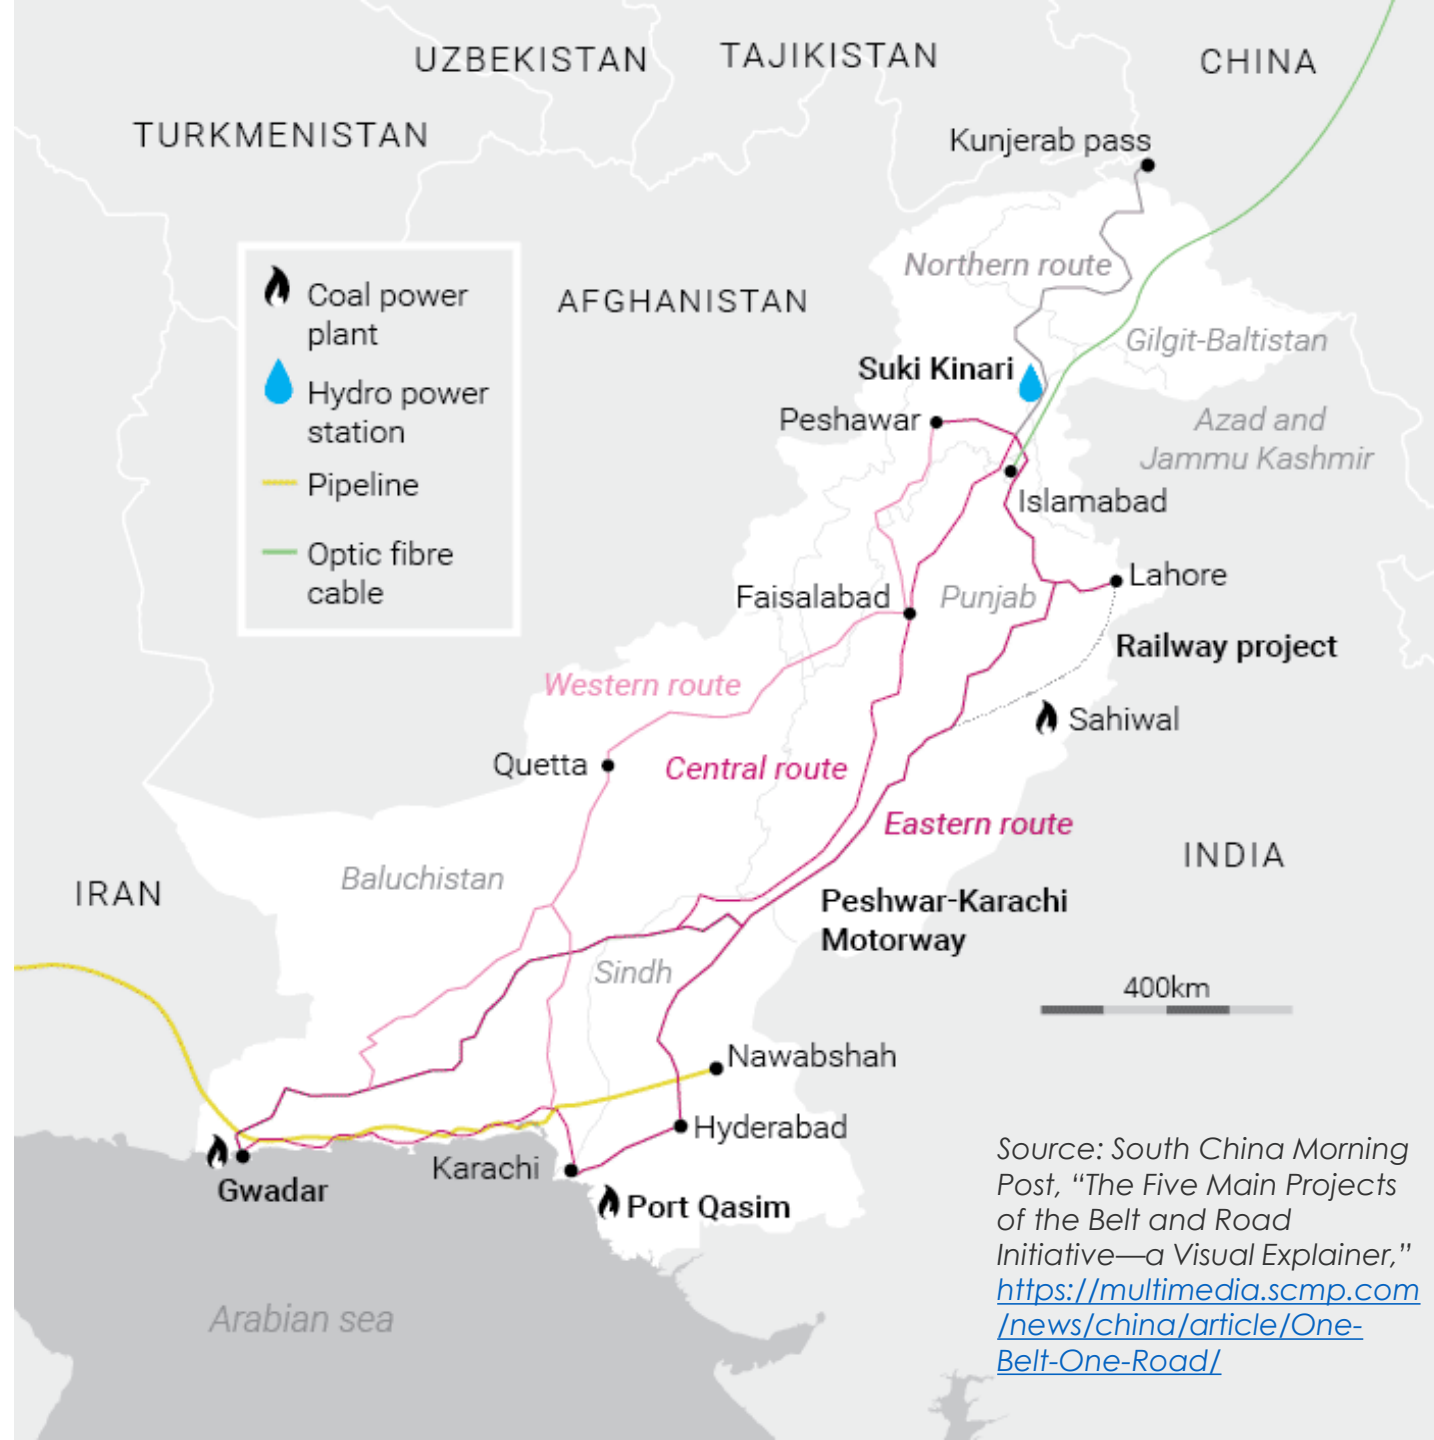 UZBEKISTAN
TAJIKISTAN
CHINA
TURKMENISTAN
Kunjerab pass
Northern route
Coal power
plant
Hydro power
station
Pipeline
Optic fibre
cable
AFGHANISTAN
Gilgit-Baltistan
Suki Kinari
Peshawar
Azad and
Jammu Kashmir
Islamabad
Lahore
Faisalabad
Punjab
Railway project
Western route
Sahiwal
Quetta
Central route
Eastern route
INDIA
Baluchistan
IRAN
Peshwar-Karachi
Motorway
Sindh
400km
Nawabshah
Hyderabad
Karachi
Gwadar
Port Qasim
Arabian sea
Source: South China Morning
Post, “The Five Main Projects
of the Belt and Road
Initiative—a Visual Explainer,”
https://multimedia.scmp.com
/news/china/article/One-
Belt-One-Road/